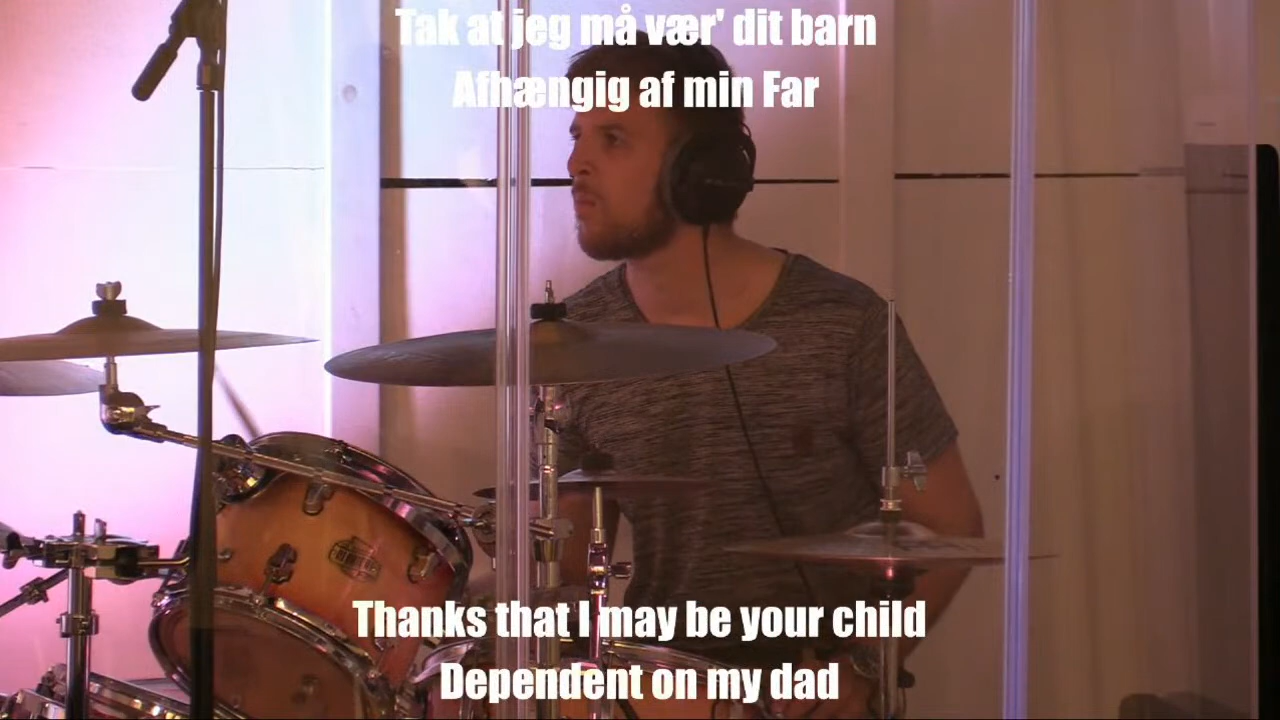 Tak at jeg må vær' dit barn
Afhængig af min Far
Thanks that I may be your child
Dependent on my dad